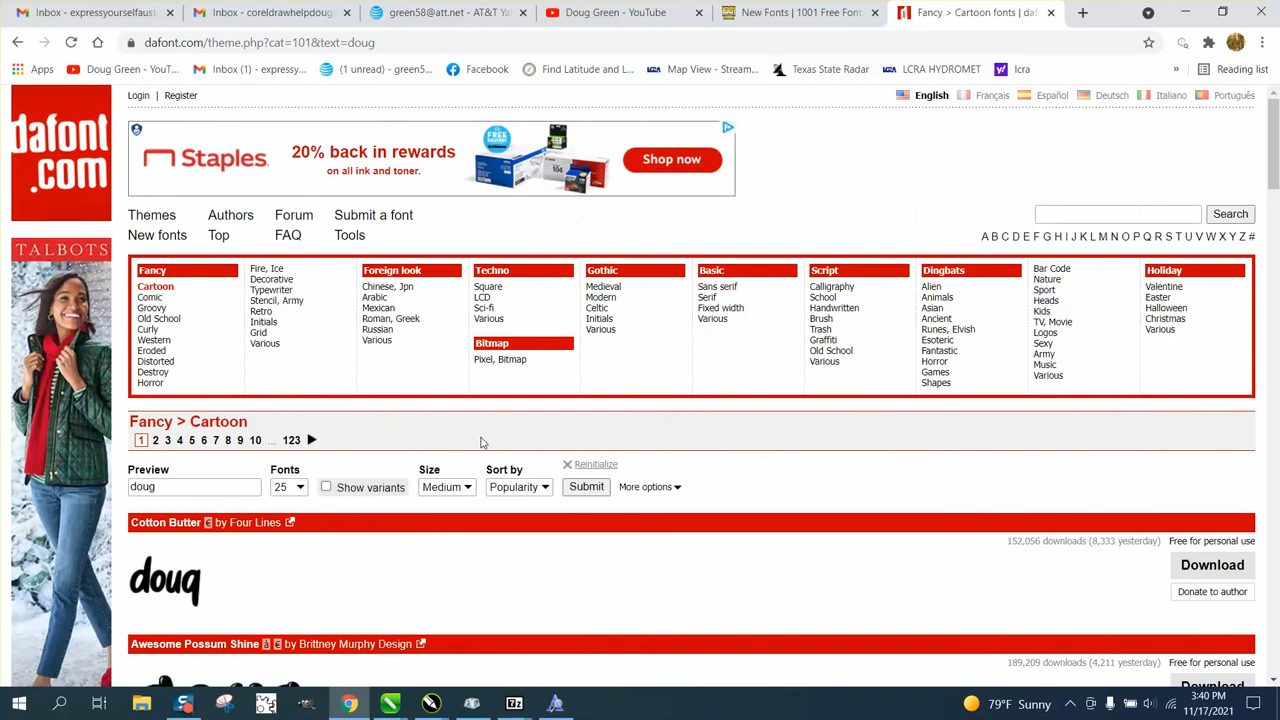 Inbox - expressyourselfaust
Inbox - coreldrawhelpdoug
green58@att.net - AT&T Ya
Doug Green - YouTube
New Fonts | 1001 Free Font
Fancy > Cartoon fonts | daf
dafont.com/theme.php?cat=101&text=doug
Apps
Doug Green - YouT...
Inbox (1) - expressy...
(1 unread) - green5...
Facebook
Find Latitude and L...
Map View - Stream...
Texas State Radar
LCRA HYDROMET
lcra
»
Reading list
Login | Register
English
Français
Español
Deutsch
Italiano
Português
dafont
.com
Staples.
20% back in rewards
on all ink and toner.
FREE
DELIVERY
Shop now
Themes
Authors
Forum
Submit a font
New fonts
Top
FAQ
Tools
Search
A B C D E F G H I J K L M N O P Q R S T U V W X Y Z #
TALBOTS
Fancy
Cartoon
Comic
Groovy
Old School
Curly
Western
Eroded
Distorted
Destroy
Horror
Fire, Ice
Decorative
Typewriter
Stencil, Army
Retro
Initials
Grid
Various
Foreign look
Chinese, Jpn
Arabic
Mexican
Roman, Greek
Russian
Various
Techno
Square
LCD
Sci-fi
Various
Bitmap
Pixel, Bitmap
Gothic
Medieval
Modern
Celtic
Initials
Various
Basic
Sans serif
Serif
Fixed width
Various
Script
Calligraphy
School
Handwritten
Brush
Trash
Graffiti
Old School
Various
Dingbats
Alien
Animals
Asian
Ancient
Runes, Elvish
Esoteric
Fantastic
Horror
Games
Shapes
Bar Code
Nature
Sport
Heads
Kids
TV, Movie
Logos
Sexy
Army
Music
Various
Holiday
Valentine
Easter
Halloween
Christmas
Various
Fancy > Cartoon
1 2 3 4 5 6 7 8 9 10 ... 123
Reinitialize
Preview
Fonts
Size
Sort by
doug
25
Show variants
Medium
Popularity
Submit
More options
Cotton Butter € by Four Lines
152,056 downloads (8,333 yesterday)
Free for personal use
doug
Download
Donate to author
Awesome Possum Shine à € by Brittney Murphy Design
189,209 downloads (4,211 yesterday)
Free for personal use
Download
79°F Sunny
3:40 PM
11/17/2021